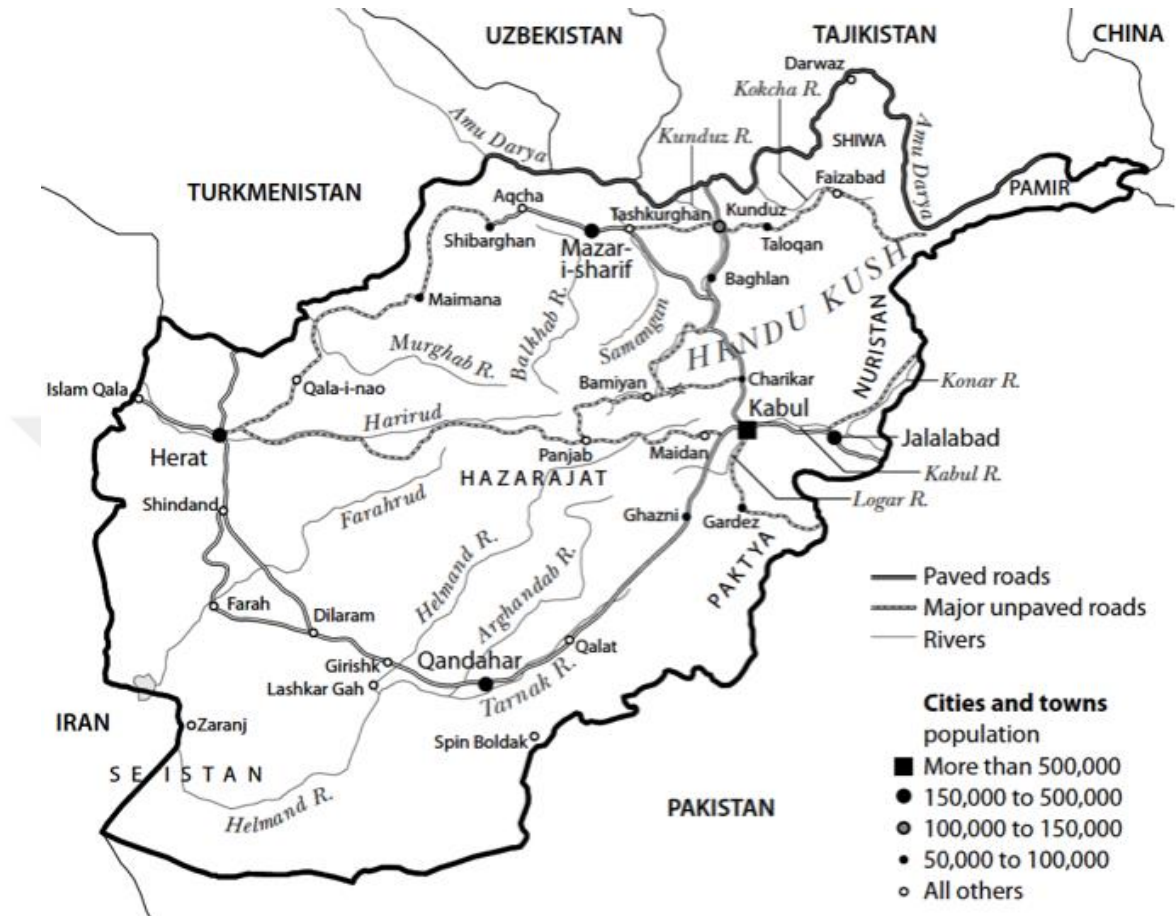 UZBEKISTAN
TAJIKISTAN
CHINA
Darwaz
Kokcha R.
Amu Darya
Kunduz R.
SHIWA
Amu Darya
TURKMENISTAN
Faizabad
PAMIR
Aqcha
Tashkurghan
Kunduz
Shibarghan
Mazar-
i-sharif
Taloqan
Baghlan
Maimana
HINDU KUSH
NURISTAN
Balkhab R.
Samangan
Murghab R.
Islam Qala
Qala-i-nao
Bamiyan
Charikar
Konar R.
Harirud
Kabul
Herat
Panjab
Maidan
Jalalabad
HAZARAJAT
Kabul R.
Shindand
Farahrud
Logar R.
Ghazni
Gardez
Helmand R.
Arghandab R.
PAKTYA
Paved roads
Major unpaved roads
Rivers
Farah
Dilaram
Girishk
Qandahar
Qalat
Lashkar Gah
Tarnak R.
IRAN
Zaranj
Spin Boldak
SEISTAN
Helmand R.
PAKISTAN
Cities and towns
population
More than 500,000
150,000 to 500,000
100,000 to 150,000
50,000 to 100,000
All others